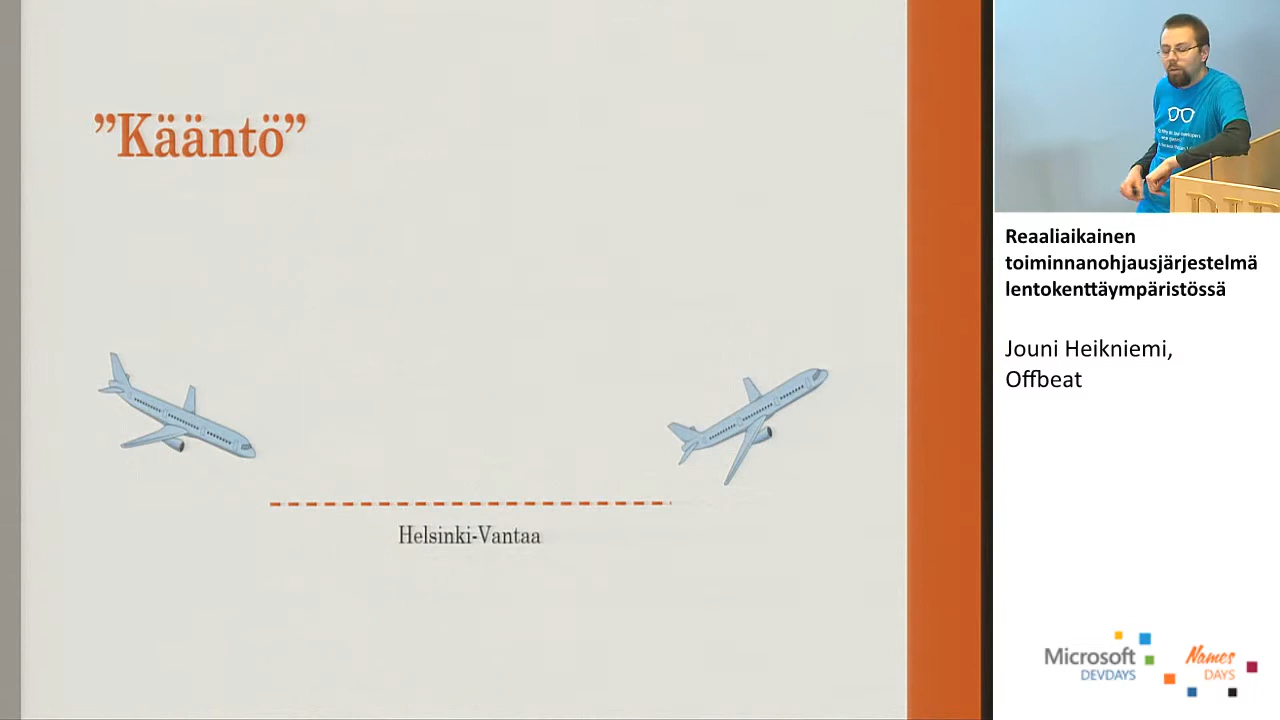 ”Kääntö”
Helsinki-Vantaa
Reaaliaikainen
toiminnanohjausjärjestelmä
lentokenttäympäristössä
Jouni Heikniemi,
Offbeat
Microsoft
DEVDAYS
Names
DAYS